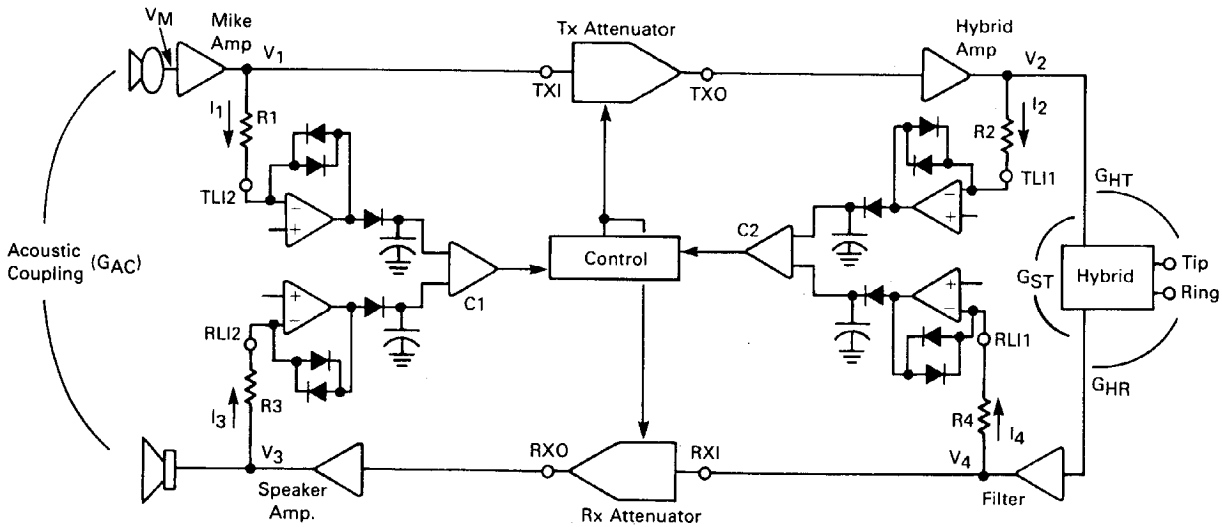 VM
Mike
Amp
V1
Tx Attenuator
TXI
TXO
Hybrid
Amp
V2
I1
R1
TLI2
R2
I2
TLI1
GHT
Acoustic
Coupling (GAC)
−
+
−
+
C1
Control
C2
GST
Hybrid
Tip
Ring
+
−
+
−
RLI2
RLI1
GHR
I3
R3
R4
I4
V3
Speaker
Amp.
RXO
Rx Attenuator
RXI
V4
Filter